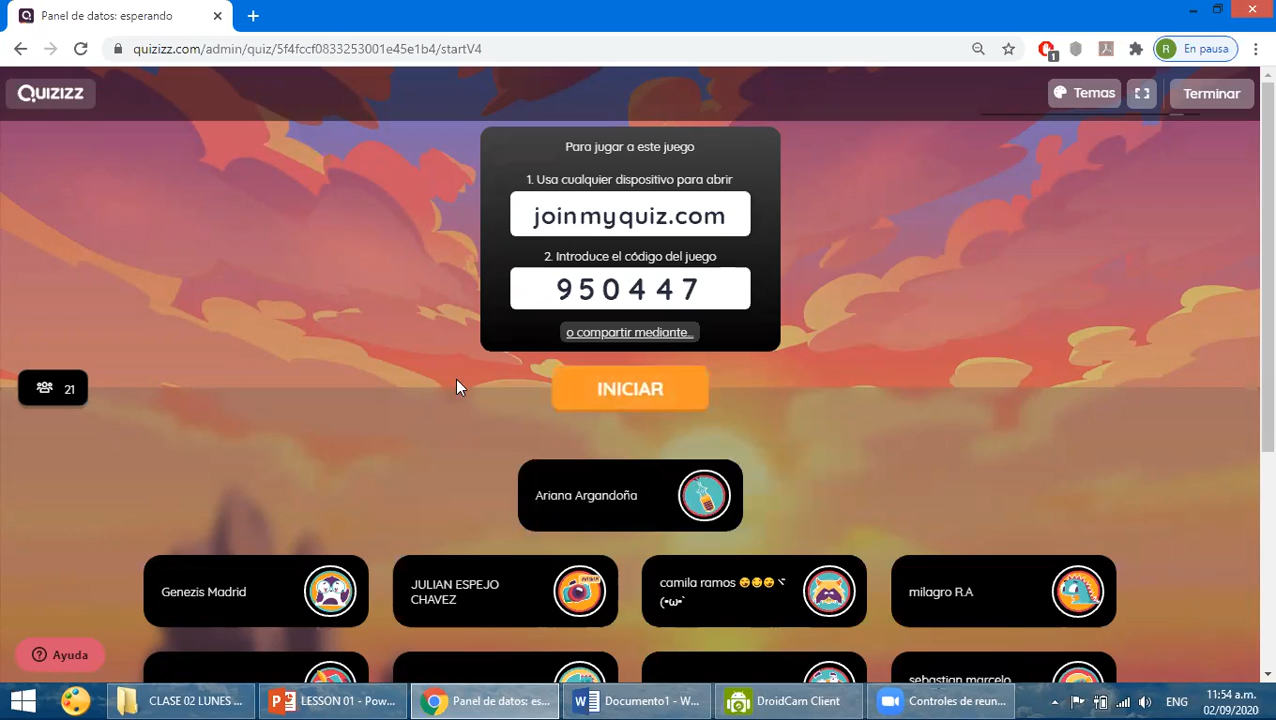 Panel de datos: esperando
quizizz.com/admin/quiz/5f4fccf0833253001e45e1b4/startV4
1
R
En pausa
QUIZIZZ
Temas
Terminar
Para jugar a este juego
1. Usa cualquier dispositivo para abrir
joinmyquiz.com
2. Introduce el código del juego
950447
o compartir mediante...
21
INICIAR
Ariana Argandoña
Genezis Madrid
JULIAN ESPEJO
CHAVEZ
camila ramos
milagro R.A
sebastian marcelo
Ayuda
CLASE 02 LUNES ...
LESSON 01 - Pow...
Panel de datos: es...
Documento1 - W...
DroidCam Client
Controles de reun...
ENG
11:54 a.m.
02/09/2020